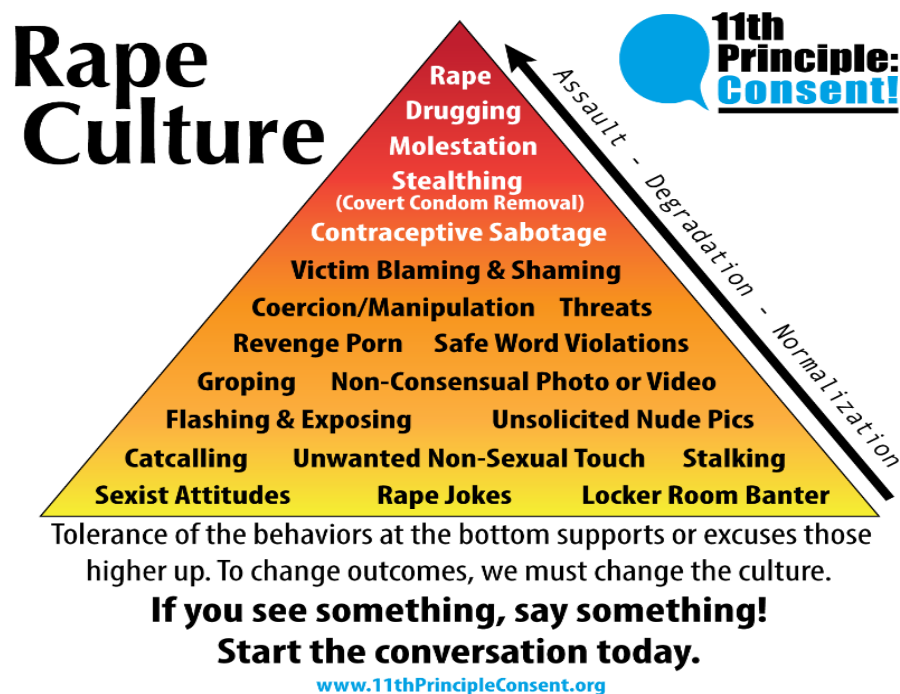 Rape
Culture
11th
Principle:
Consent!
Assault - Degradation - Normalization
Rape
Drugging
Molestation
Stealthing
(Covert Condom Removal)
Contraceptive Sabotage
Victim Blaming & Shaming
Coercion/Manipulation Threats
Revenge Porn Safe Word Violations
Groping Non-Consensual Photo or Video
Flashing & Exposing Unsolicited Nude Pics
Catcalling Unwanted Non-Sexual Touch Stalking
Sexist Attitudes Rape Jokes Locker Room Banter
Tolerance of the behaviors at the bottom supports or excuses those
higher up. To change outcomes, we must change the culture.
If you see something, say something!
Start the conversation today.
www.11thPrincipleConsent.org